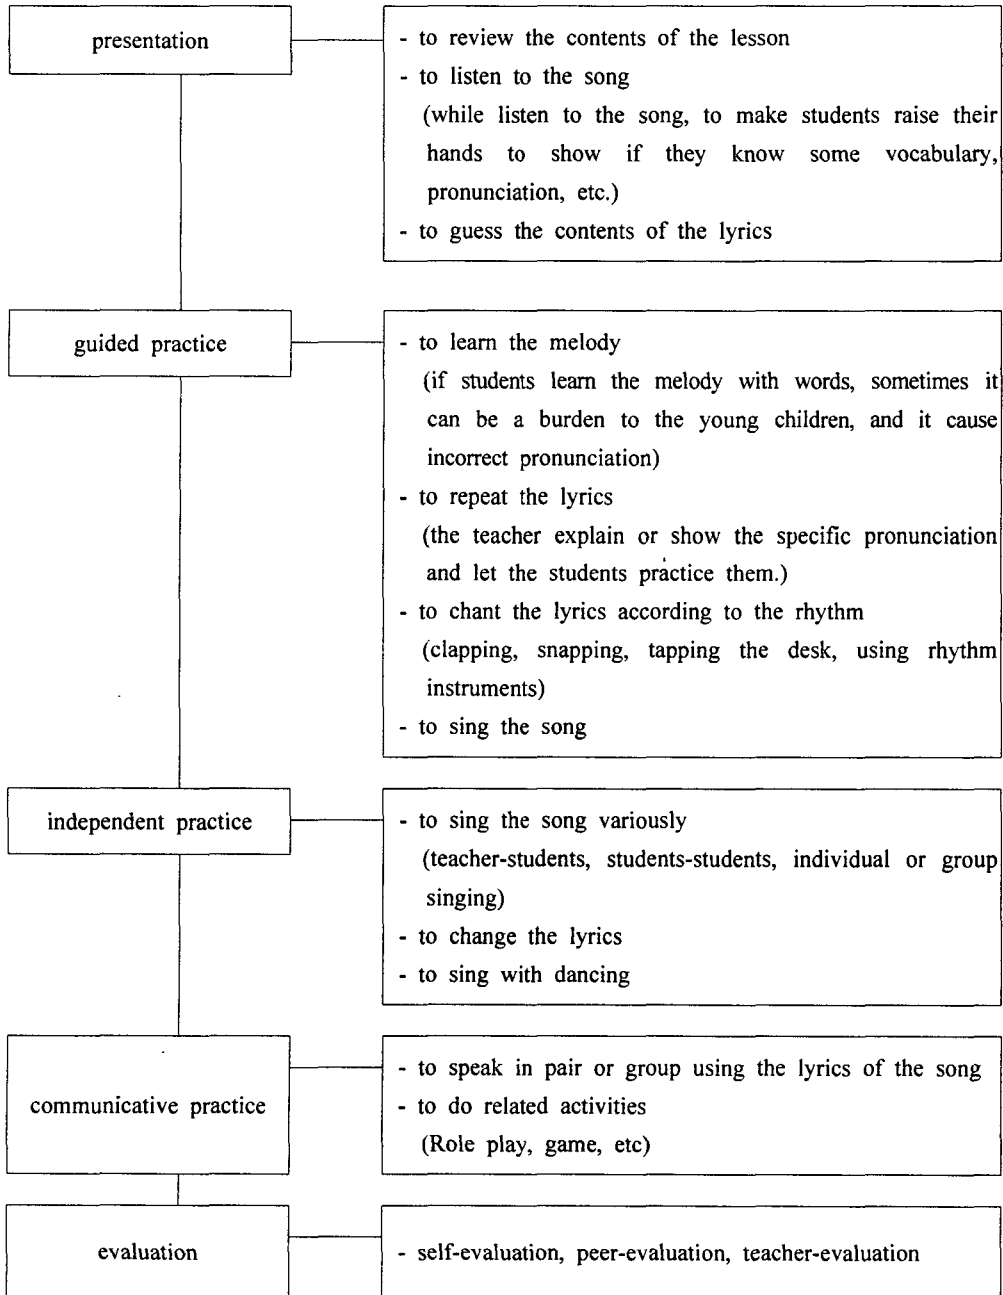 presentation
- to review the contents of the lesson
- to listen to the song
(while listen to the song, to make students raise their
hands to show if they know some vocabulary,
pronunciation, etc.)
- to guess the contents of the lyrics
guided practice
- to learn the melody
(if students learn the melody with words, sometimes it
can be a burden to the young children, and it cause
incorrect pronunciation)
- to repeat the lyrics
(the teacher explain or show the specific pronunciation
and let the students practice them.)
- to chant the lyrics according to the rhythm
(clapping, snapping, tapping the desk, using rhythm
instruments)
- to sing the song
independent practice
- to sing the song variously
(teacher-students, students-students, individual or group
singing)
- to change the lyrics
- to sing with dancing
communicative practice
- to speak in pair or group using the lyrics of the song
- to do related activities
(Role play, game, etc)
evaluation
- self-evaluation, peer-evaluation, teacher-evaluation